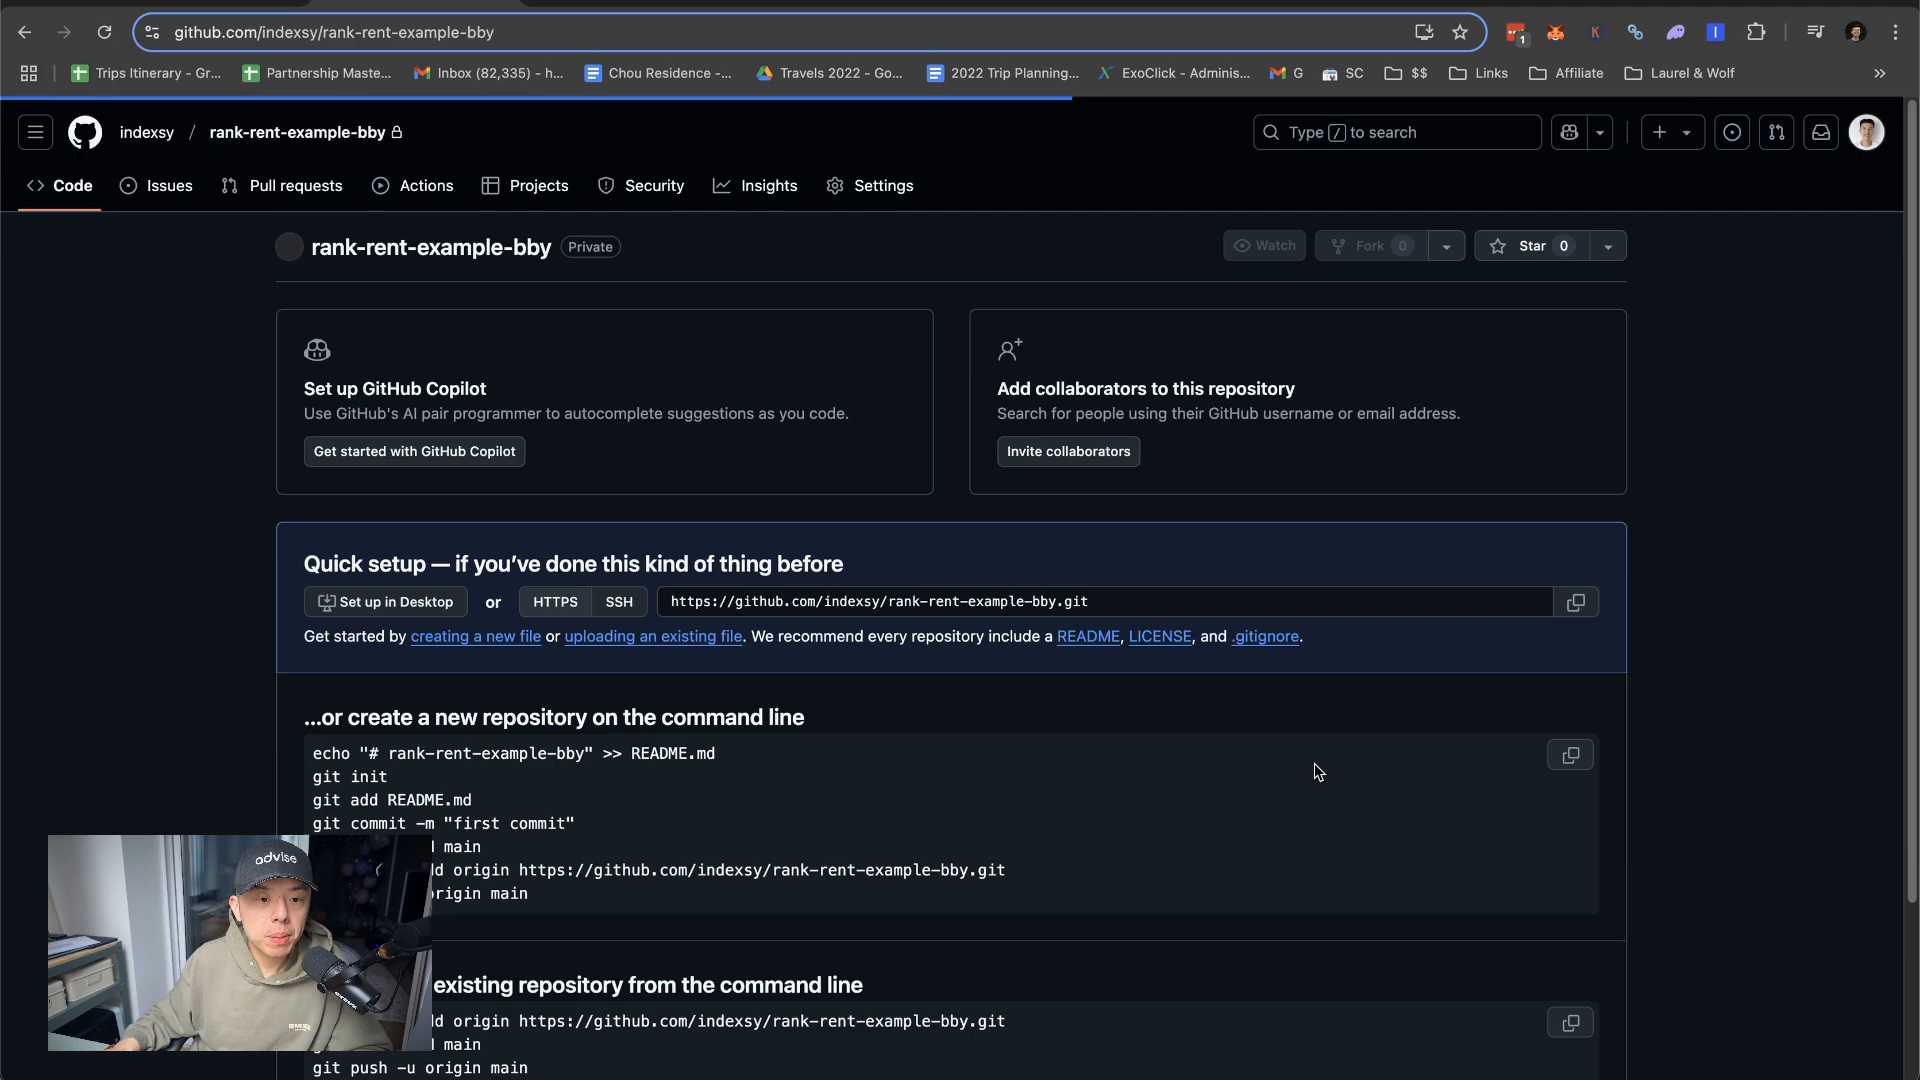 github.com/indexsy/rank-rent-example-bby
1
K
I
Trips Itinerary - Gr...
Partnership Maste...
Inbox (82,335) - h...
Chou Residence -...
Travels 2022 - Go...
2022 Trip Planning...
ExoClick - Adminis...
G
SC
$$
Links
Affiliate
Laurel & Wolf
indexsy / rank-rent-example-bby
Type / to search
Code
Issues
Pull requests
Actions
Projects
Security
Insights
Settings
rank-rent-example-bby Private
Watch
Fork 0
Star 0
Set up GitHub Copilot
Use GitHub's AI pair programmer to autocomplete suggestions as you code.
Get started with GitHub Copilot
Add collaborators to this repository
Search for people using their GitHub username or email address.
Invite collaborators
Quick setup — if you've done this kind of thing before
Set up in Desktop or HTTPS SSH https://github.com/indexsy/rank-rent-example-bby.git
Get started by creating a new file or uploading an existing file. We recommend every repository include a README, LICENSE, and .gitignore.
...or create a new repository on the command line
echo "# rank-rent-example-bby" >> README.md
git init
git add README.md
git commit -m "first commit"
main
origin https://github.com/indexsy/rank-rent-example-bby.git
origin main
existing repository from the command line
origin https://github.com/indexsy/rank-rent-example-bby.git
main
git push -u origin main
advise